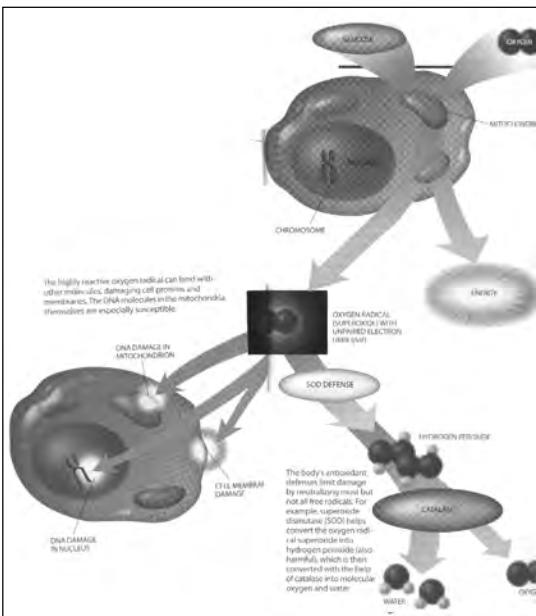 GLUCOSE
OXYGEN
MITOCHONDRI
CHROMOSOME
ENERGY
The highly reactive oxygen radical can bond with
other molecules, damaging cell proteins and
membranes. The DNA molecules in the mitochondria
themselves are especially susceptible.
OXYGEN RADICAL
(SUPEROXIDE) WITH
UNPAIRED ELECTRON
DNA DAMAGE IN
MITOCHONDRION
SOD DEFENSE
HYDROGEN PEROXIDE
CELL MEMBRANE
DAMAGE
The body's antioxidant
defenses limit damage
by neutralizing most but
not all free radicals. For
example, superoxide
dismutase (SOD) helps
convert the oxygen radi-
cal superoxide into
hydrogen peroxide (also
harmful), which is then
converted with the help
of catalase into molecular
oxygen and water
CATALASE
DNA DAMAGE
IN NUCLEUS
WATER
OXYG